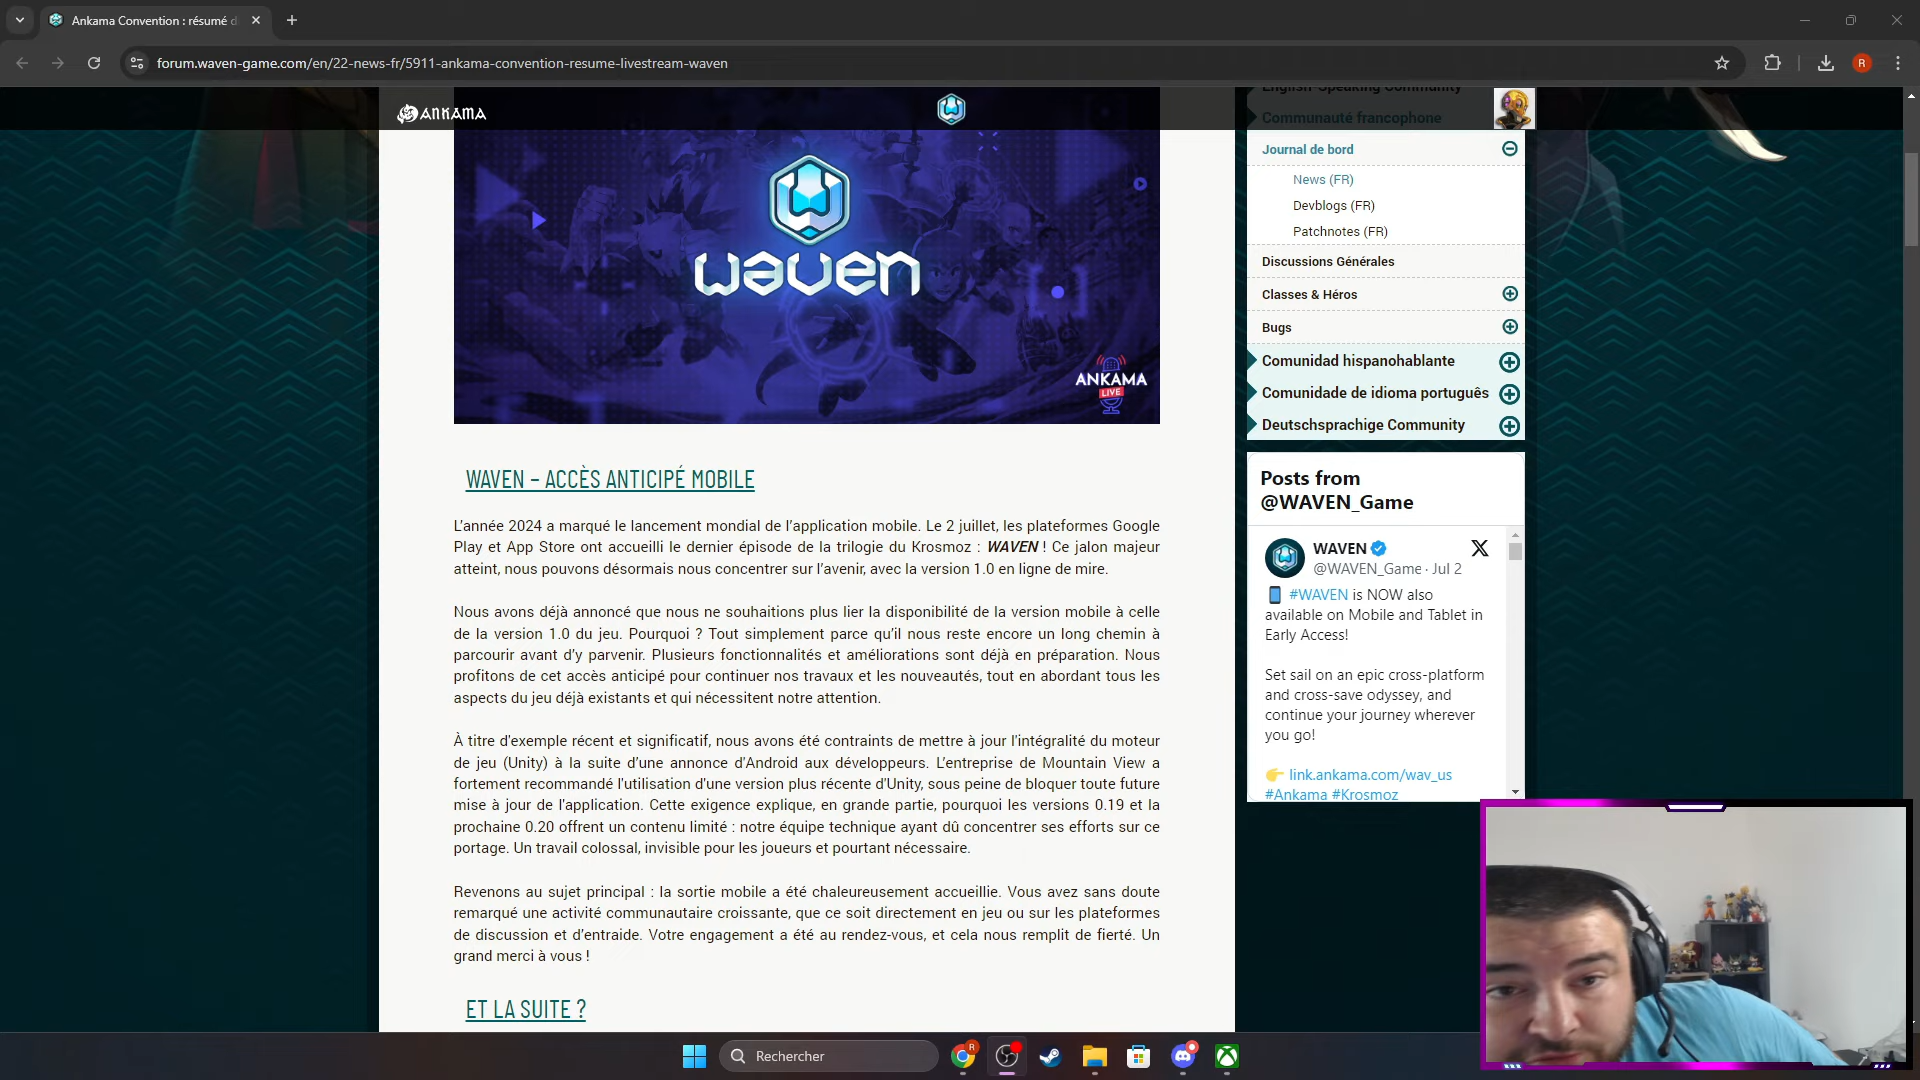 Ankama Convention : résumé d
forum.waven-game.com/en/22-news-fr/5911-ankama-convention-resume-livestream-waven
R
ANKAMA
English-Speaking Community
Communauté francophone
Journal de bord
News (FR)
Devblogs (FR)
Patchnotes (FR)
Discussions Générales
Classes & Héros
Bugs
Comunidad hispanohablante
Comunidade de idioma português
Deutschsprachige Community
waven
ANKAMA
LIVE
WAVEN – ACCÈS ANTICIPÉ MOBILE
L’année 2024 a marqué le lancement mondial de l’application mobile. Le 2 juillet, les plateformes Google
Play et App Store ont accueilli le dernier épisode de la trilogie du Krosmoz : WAVEN ! Ce jalon majeur
atteint, nous pouvons désormais nous concentrer sur l’avenir, avec la version 1.0 en ligne de mire.
Nous avons déjà annoncé que nous ne souhaitions plus lier la disponibilité de la version mobile à celle
de la version 1.0 du jeu. Pourquoi ? Tout simplement parce qu’il nous reste encore un long chemin à
parcourir avant d’y parvenir. Plusieurs fonctionnalités et améliorations sont déjà en préparation. Nous
profitons de cet accès anticipé pour continuer nos travaux et les nouveautés, tout en abordant tous les
aspects du jeu déjà existants et qui nécessitent notre attention.
À titre d'exemple récent et significatif, nous avons été contraints de mettre à jour l'intégralité du moteur
de jeu (Unity) à la suite d’une annonce d'Android aux développeurs. L’entreprise de Mountain View a
fortement recommandé l'utilisation d'une version plus récente d'Unity, sous peine de bloquer toute future
mise à jour de l'application. Cette exigence explique, en grande partie, pourquoi les versions 0.19 et la
prochaine 0.20 offrent un contenu limité : notre équipe technique ayant dû concentrer ses efforts sur ce
portage. Un travail colossal, invisible pour les joueurs et pourtant nécessaire.
Revenons au sujet principal : la sortie mobile a été chaleureusement accueillie. Vous avez sans doute
remarqué une activité communautaire croissante, que ce soit directement en jeu ou sur les plateformes
de discussion et d’entraide. Votre engagement a été au rendez-vous, et cela nous remplit de fierté. Un
grand merci à vous !
ET LA SUITE ?
Posts from
@WAVEN_Game
WAVEN
@WAVEN_Game · Jul 2
#WAVEN is NOW also
available on Mobile and Tablet in
Early Access!
Set sail on an epic cross-platform
and cross-save odyssey, and
continue your journey wherever
you go!
link.ankama.com/wav_us
#Ankama #Krosmoz
Rechercher
R